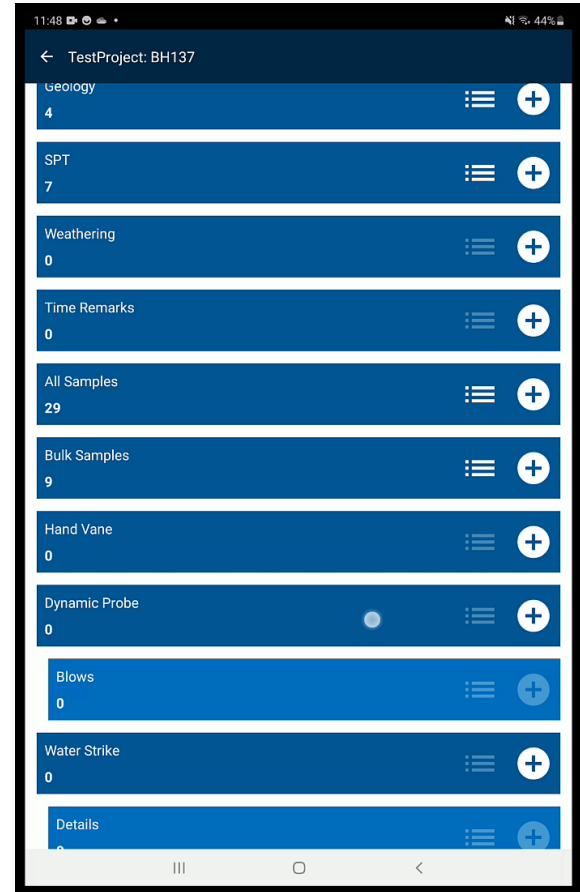 11:48
44%
TestProject: BH137
Geology
4
SPT
7
Weathering
0
Time Remarks
0
All Samples
29
Bulk Samples
9
Hand Vane
0
Dynamic Probe
0
Blows
0
Water Strike
0
Details